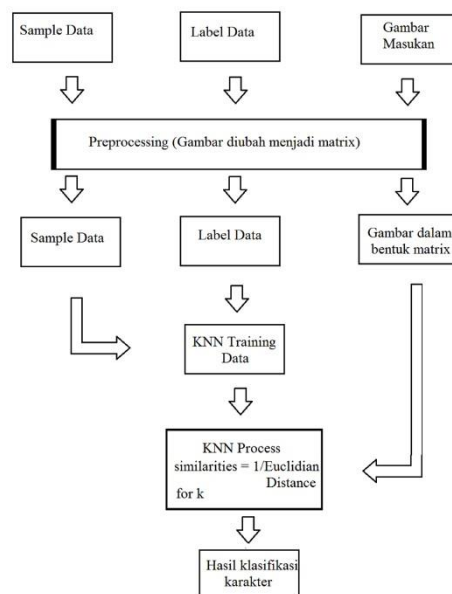 Sample Data
Label Data
Gambar
Masukan
Preprocessing (Gambar diubah menjadi matrix)
Sample Data
Label Data
Gambar dalam
bentuk matrix
KNN Training
Data
KNN Process
similarities = 1/Euclidian
Distance
for k
Hasil klasifikasi
karakter